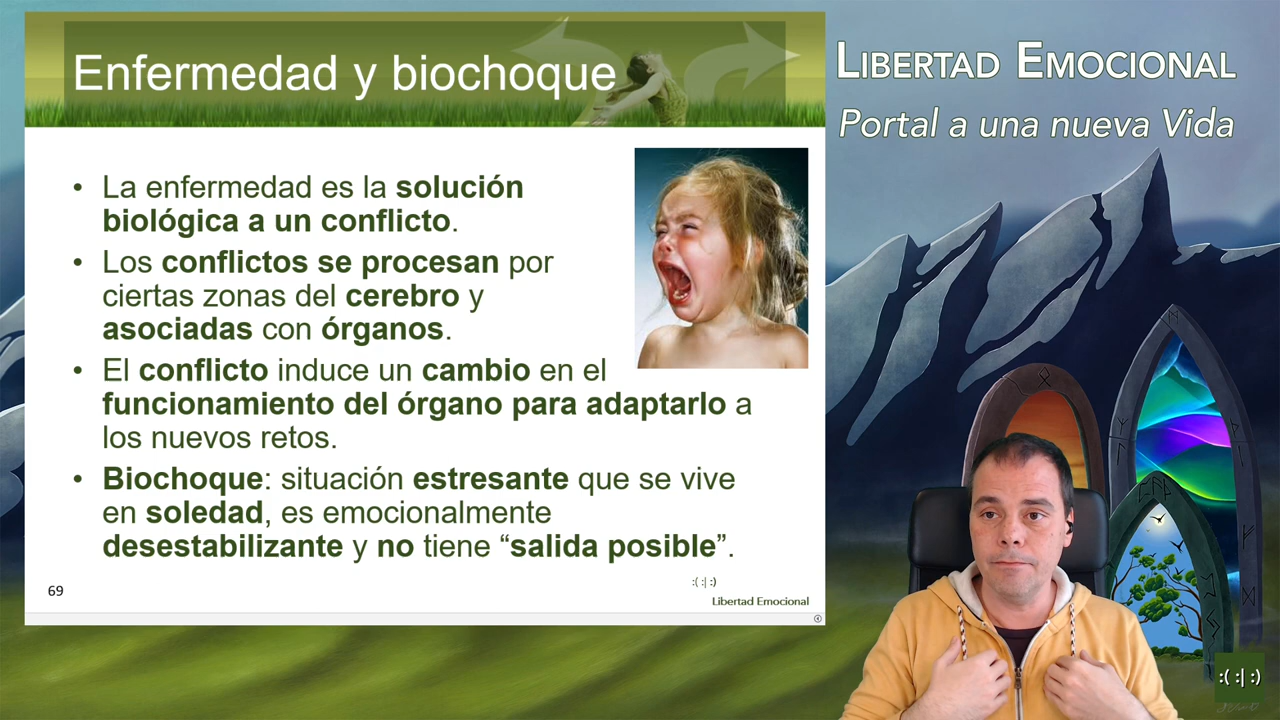 Enfermedad y biochoque
• La enfermedad es la solución
biológica a un conflicto.
• Los conflictos se procesan por
ciertas zonas del cerebro y
asociadas con órganos.
• El conflicto induce un cambio en el
funcionamiento del órgano para adaptarlo a
los nuevos retos.
• Biochoque: situación estresante que se vive
en soledad, es emocionalmente
desestabilizante y no tiene “salida posible”.
69
:( :| :)
Libertad Emocional
LIBERTAD EMOCIONAL
Portal a una nueva Vida
:( :| :)